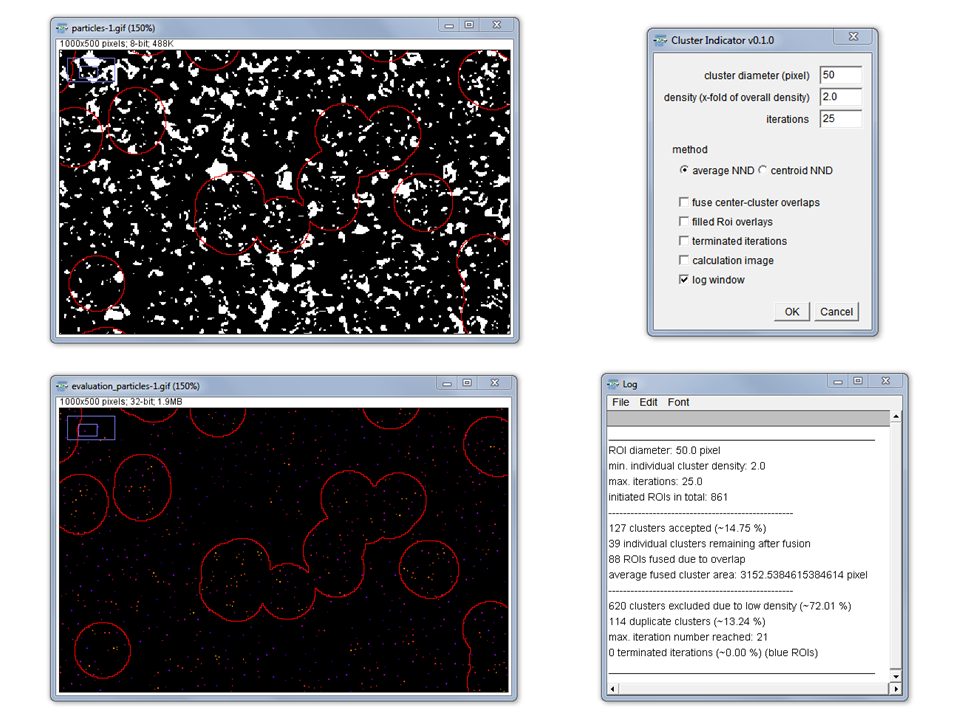 particles-1.gif (150%)
1000x500 pixels; 8-bit; 488K
Cluster Indicator v0.1.0
cluster diameter (pixel) 50
density (x-fold of overall density) 2.0
iterations 25
method
average NND centroid NND
fuse center-cluster overlaps
filled Roi overlays
terminated iterations
calculation image
log window
OK Cancel
evaluation_particles-1.gif (150%)
1000x500 pixels; 32-bit; 1.9MB
Log
File Edit Font
ROI diameter: 50.0 pixel
min. individual cluster density: 2.0
max. iterations: 25.0
initiated ROIs in total: 861
--------------------------------------------------
127 clusters accepted (~14.75 %)
39 individual clusters remaining after fusion
88 ROIs fused due to overlap
average fused cluster area: 3152.5384615384614 pixel
--------------------------------------------------
620 clusters excluded due to low density (~72.01 %)
114 duplicate clusters (~13.24 %)
max. iteration number reached: 21
0 terminated iterations (~0.00 %) (blue ROIs)